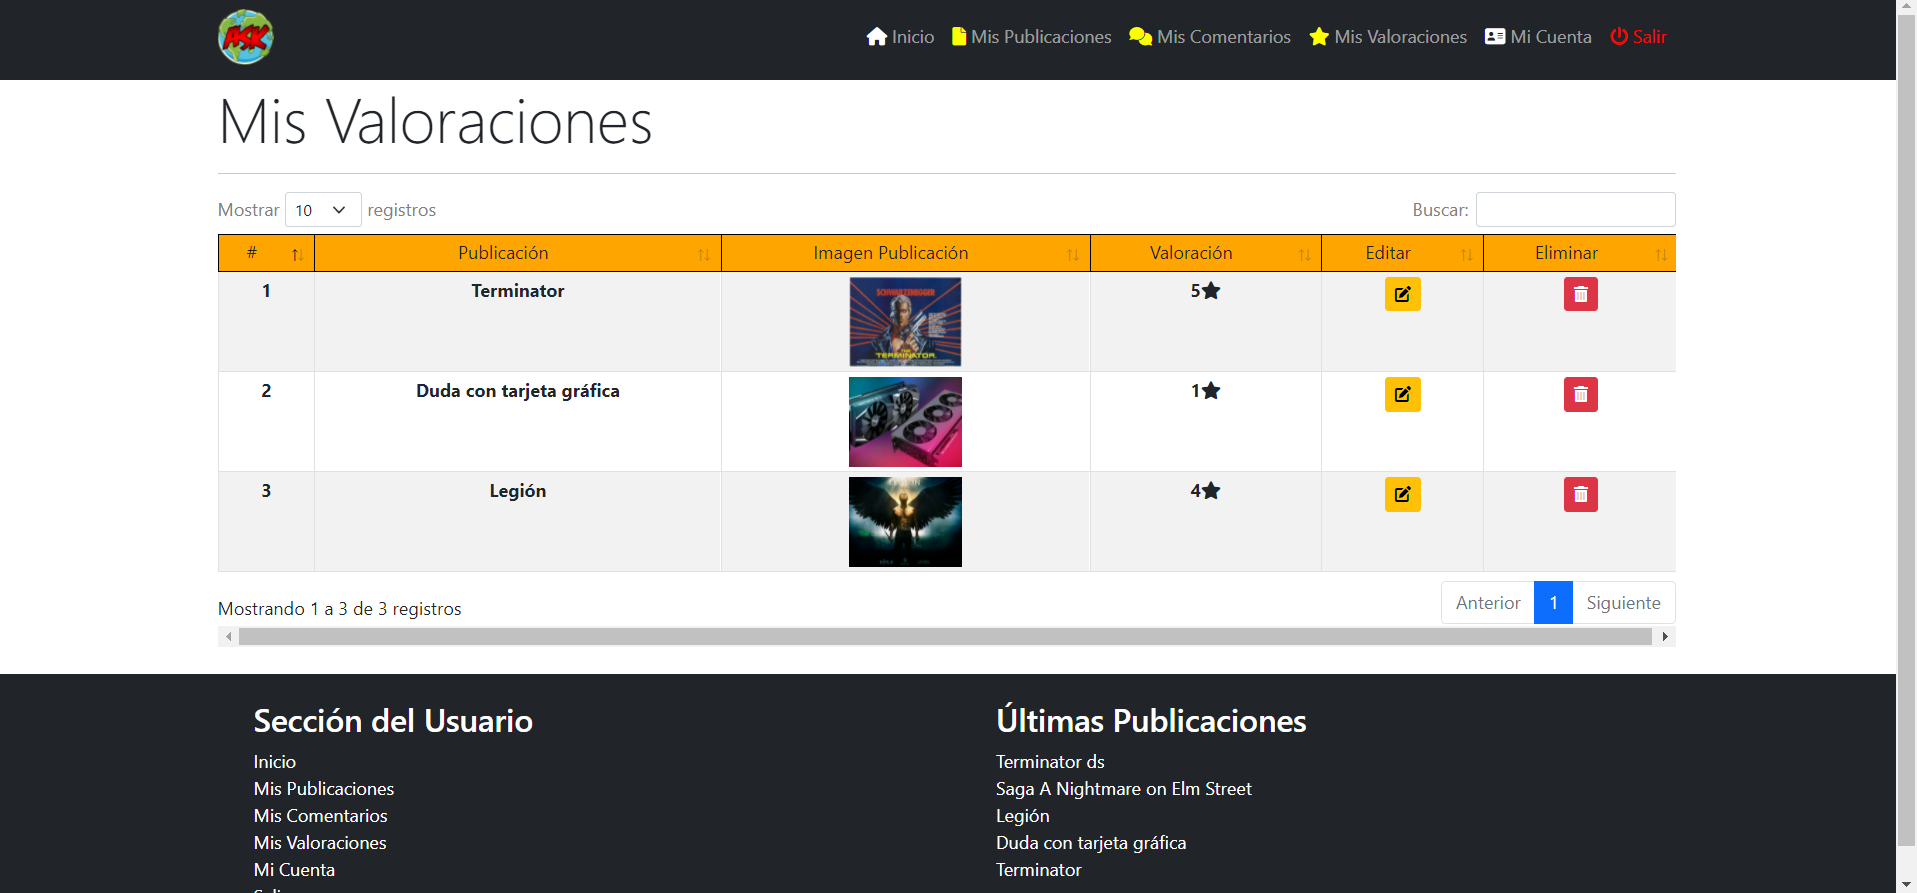 ASK
Inicio Mis Publicaciones Mis Comentarios Mis Valoraciones Mi Cuenta Salir
Mis Valoraciones
Mostrar 10 registros Buscar:
# Publicación Imagen Publicación Valoración Editar Eliminar
1 Terminator 5
SCHWARZENEGGER
THE
TERMINATOR
2 Duda con tarjeta gráfica 1
3 Legión 4
Mostrando 1 a 3 de 3 registros
Anterior 1 Siguiente
Sección del Usuario
Inicio
Mis Publicaciones
Mis Comentarios
Mis Valoraciones
Mi Cuenta
Últimas Publicaciones
Terminator ds
Saga A Nightmare on Elm Street
Legión
Duda con tarjeta gráfica
Terminator